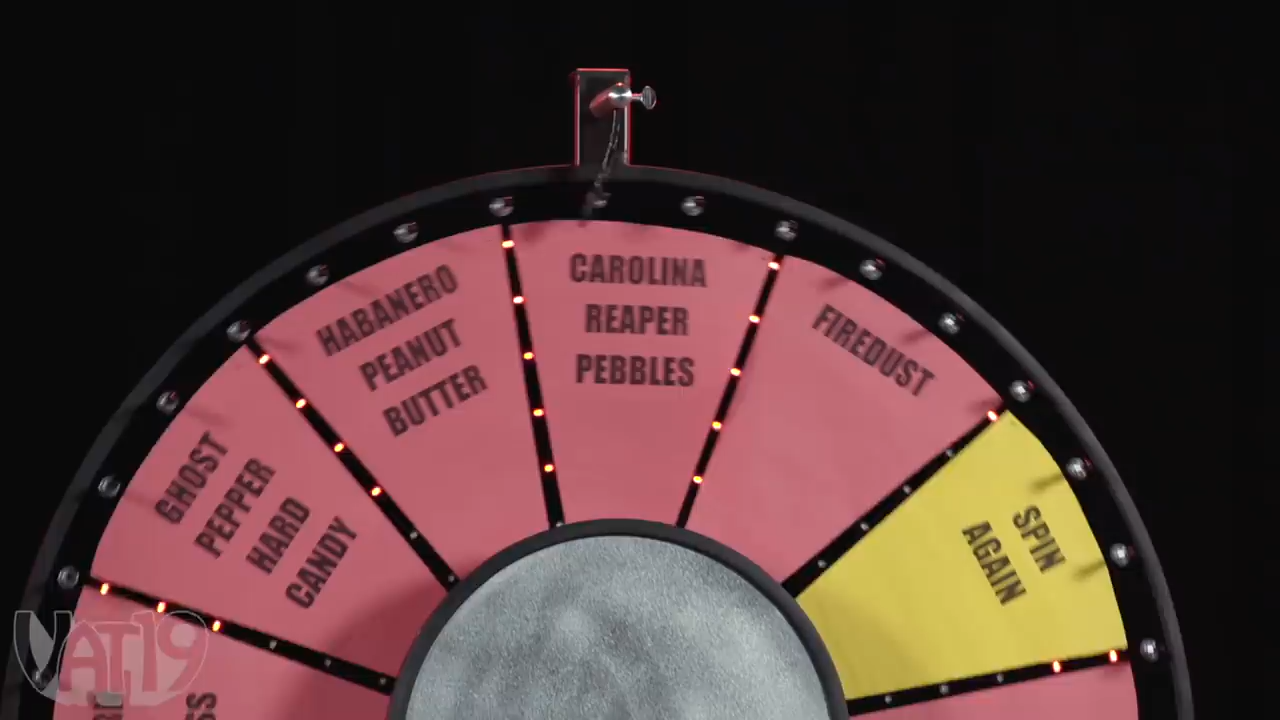 GHOST
PEPPER
HARD
CANDY
HABANERO
PEANUT
BUTTER
CAROLINA
REAPER
PEBBLES
FIREDUST
SPIN
AGAIN
VAT19